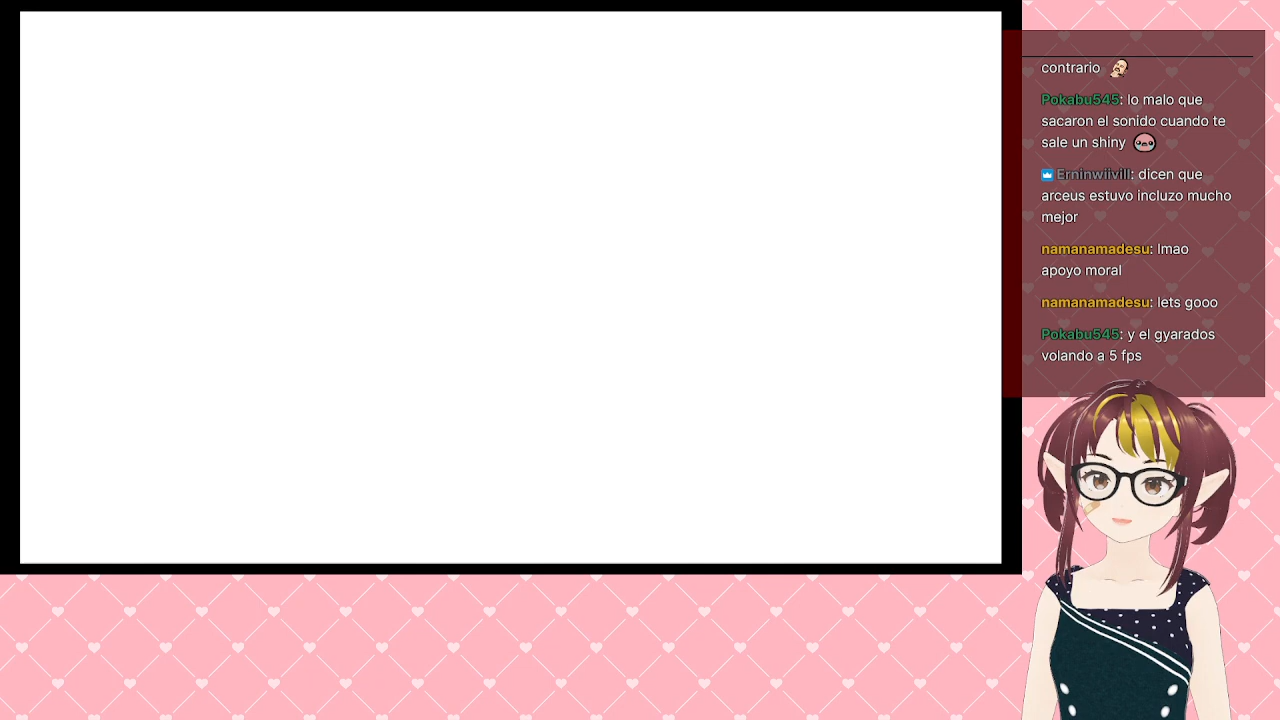 contrario
Pokabu545: lo malo que
sacaron el sonido cuando te
sale un shiny
Erninwiivill: dicen que
arceus estuvo incluzo mucho
mejor
namanamadesu: lmao
apoyo moral
namanamadesu: lets gooo
Pokabu545: y el gyarados
volando a 5 fps